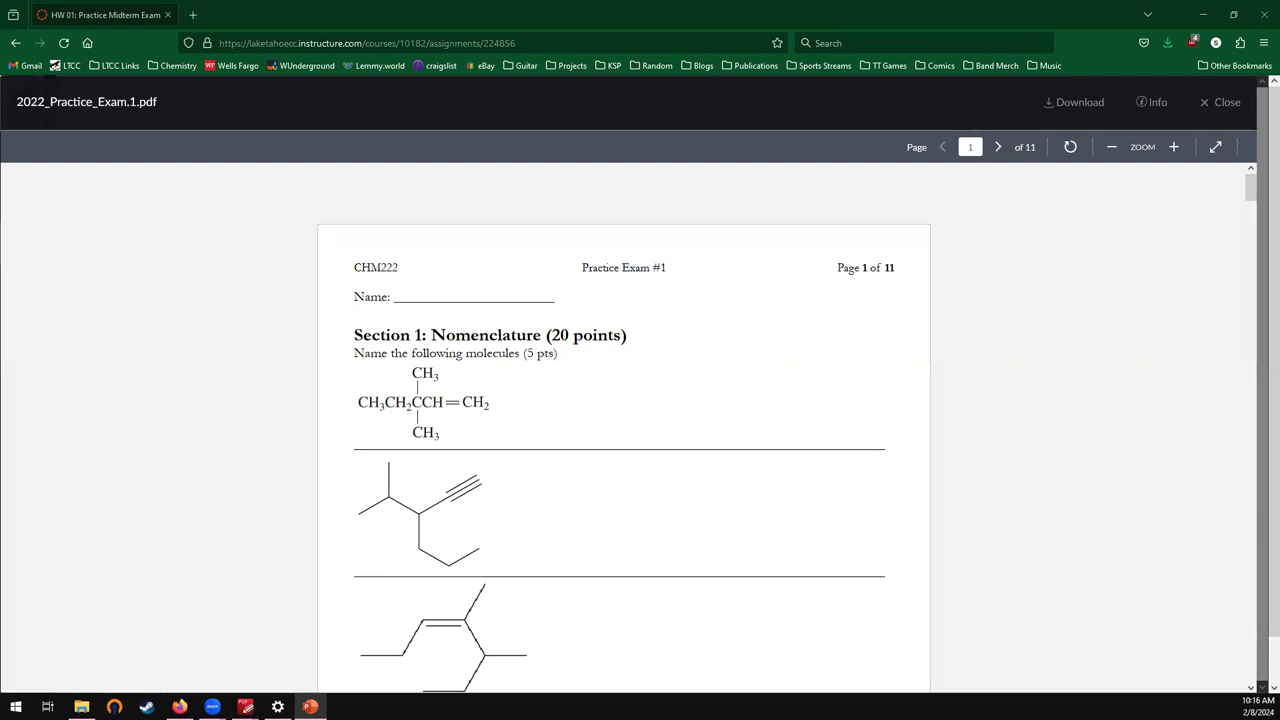 HW 01: Practice Midterm Exam
https://laketahoecc.instructure.com/courses/10182/assignments/224856
Search
4
S
Gmail LTCC LTCC Links Chemistry Wells Fargo WUnderground Lemmy.world craigslist eBay Guitar Projects KSP Random Blogs Publications Sports Streams TT Games Comics Band Merch Music Other Bookmarks
2022_Practice_Exam.1.pdf
Download Info Close
Page 1 of 11 ZOOM
CHM222 Practice Exam #1 Page 1 of 11
Name: ______________________
Section 1: Nomenclature (20 points)
Name the following molecules (5 pts)
CH3
CH3CH2CCH=CH2
CH3
10:16 AM
2/8/2024